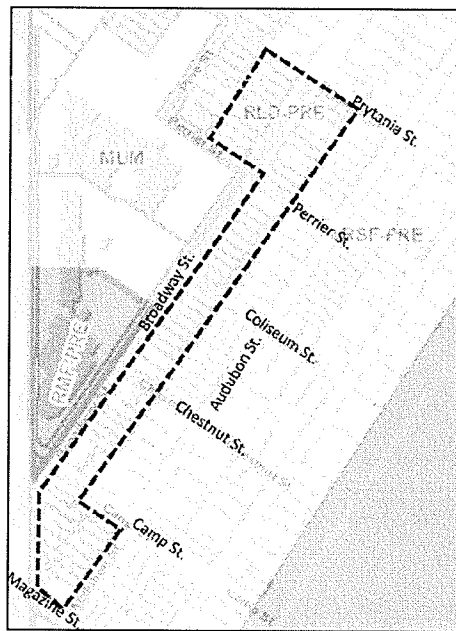 Prytania St.
RLD-PRE
MUM
Perrier St.
RSF-PRE
Broadway St.
Coliseum St.
Audubon St.
RMF-PRE
Chestnut St.
Camp St.
Magazine St.